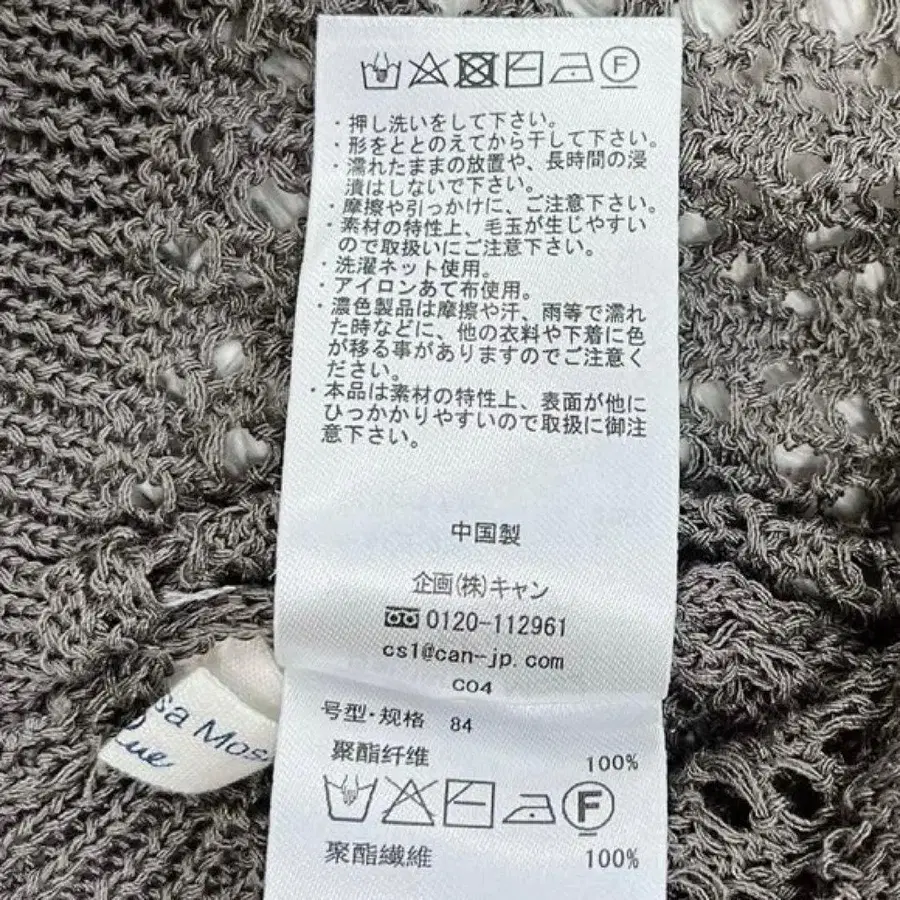 F
・押し洗いをして下さい。
・形をととのえてから干して下さい。
・濡れたままの放置や、長時間の浸
漬はしないで下さい。
・摩擦や引っかけに、ご注意下さい。
・素材の特性上、毛玉が生じやすい
ので取扱いにご注意下さい。
・洗濯ネット使用。
・アイロンあて布使用。
・濃色製品は摩擦や汗、雨等で濡れ
た時などに、他の衣料や下着に色
が移る事がありますのでご注意く
ださい。
・本品は素材の特性上、表面が他に
ひっかかりやすいので取扱に御注
意下さい。
中国製
企画(株)キャン
0120-112961
cs1@can-jp.com
C04
号型·规格 84
聚酯纤维 100%
F
聚酯纖維 100%
sa Mos